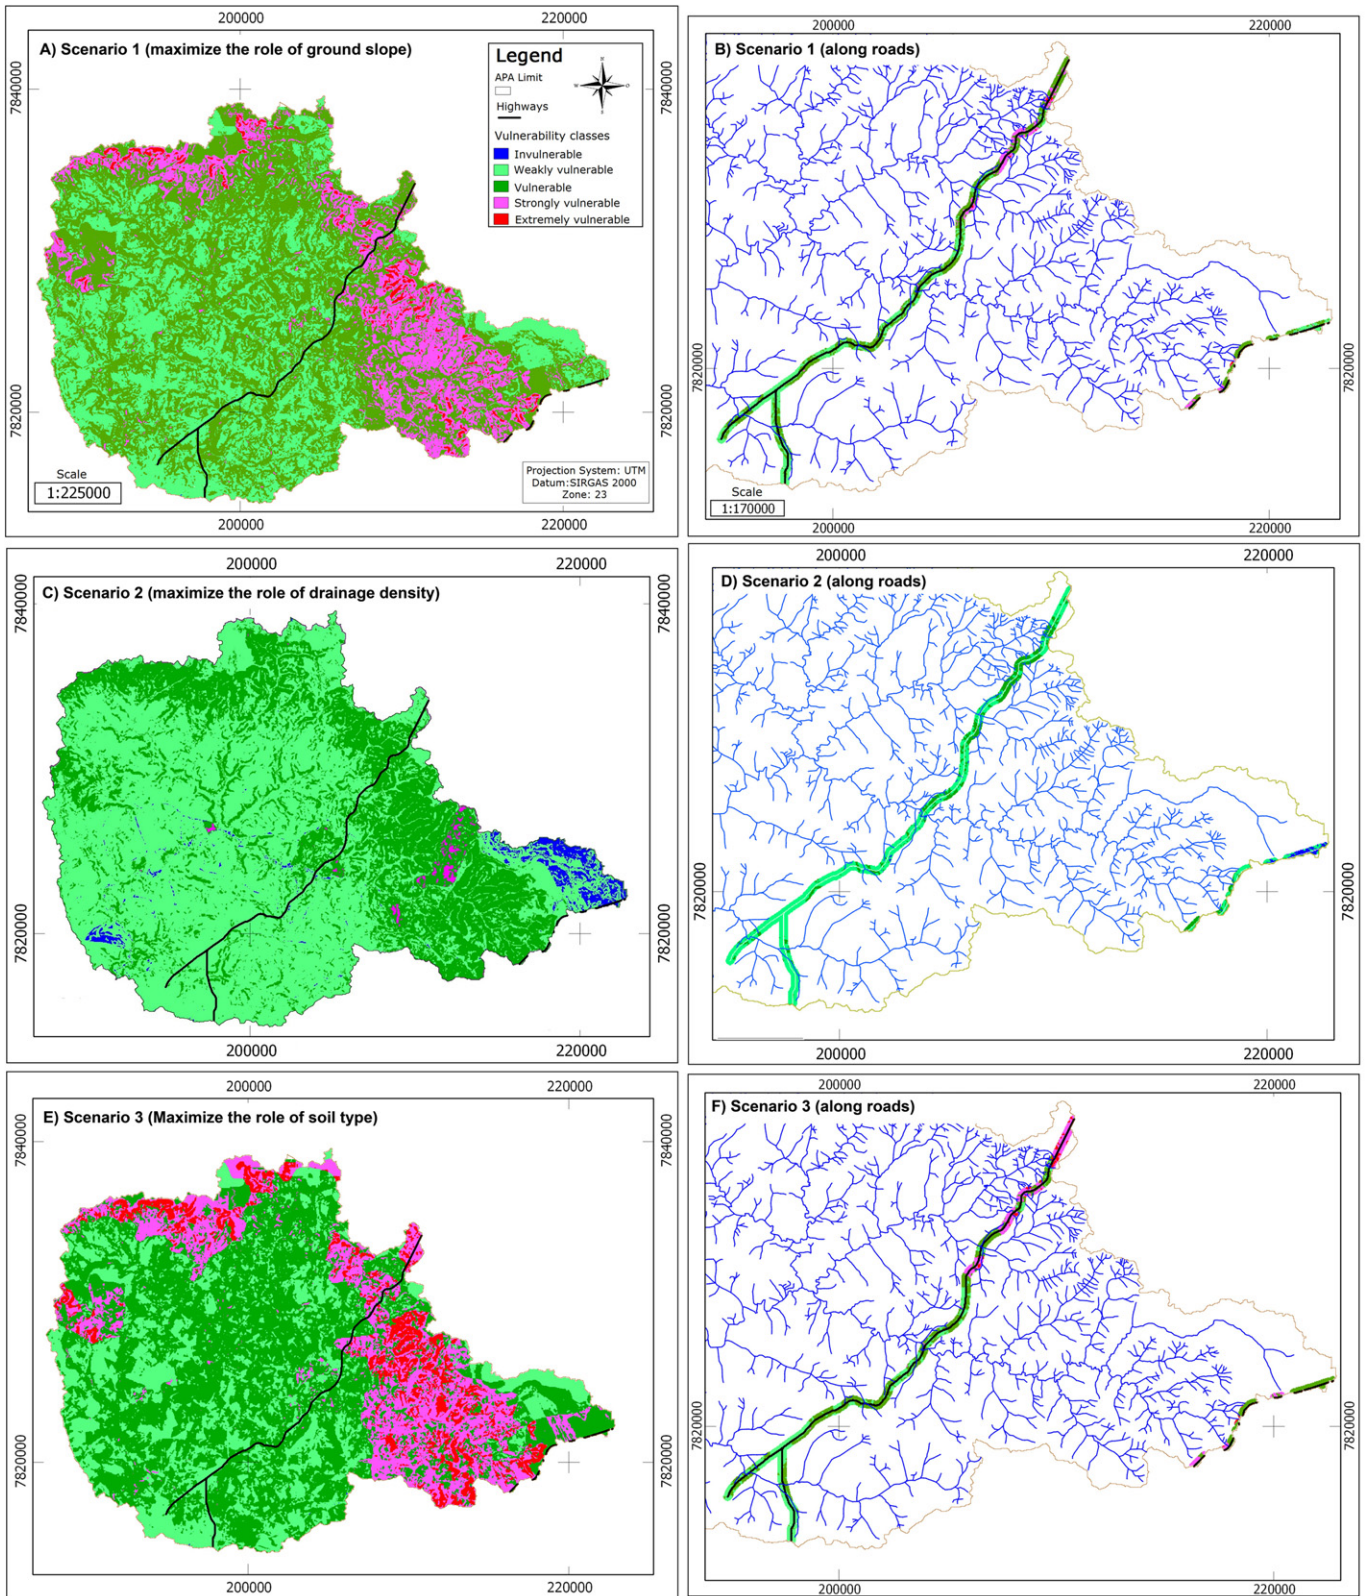 200000
220000
A) Scenario 1 (maximize the role of ground slope)
Legend
APA Limit
Highways
Vulnerability classes
Invulnerable
Weakly vulnerable
Vulnerable
Strongly vulnerable
Extremely vulnerable
7840000
7840000
7820000
7820000
Scale
1:225000
Projection System: UTM
Datum:SIRGAS 2000
Zone: 23
200000
220000
200000
220000
B) Scenario 1 (along roads)
7820000
7820000
Scale
1:170000
200000
220000
200000
220000
C) Scenario 2 (maximize the role of drainage density)
7840000
7840000
7820000
7820000
200000
220000
200000
220000
D) Scenario 2 (along roads)
7820000
7820000
200000
220000
200000
220000
E) Scenario 3 (Maximize the role of soil type)
7840000
7840000
7820000
7820000
200000
220000
200000
220000
F) Scenario 3 (along roads)
7820000
7820000
200000
220000